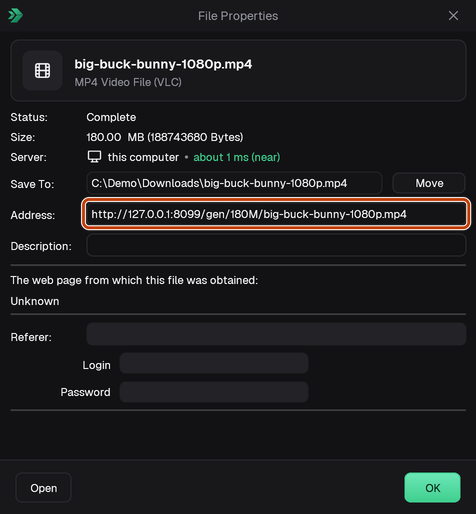 File Properties
big-buck-bunny-1080p.mp4
MP4 Video File (VLC)
Status: Complete
Size: 180.00 MB (188743680 Bytes)
Server: this computer • about 1 ms (near)
Save To: C:\Demo\Downloads\big-buck-bunny-1080p.mp4 Move
Address: http://127.0.0.1:8099/gen/180M/big-buck-bunny-1080p.mp4
Description:
The web page from which this file was obtained:
Unknown
Referer:
Login
Password
Open OK